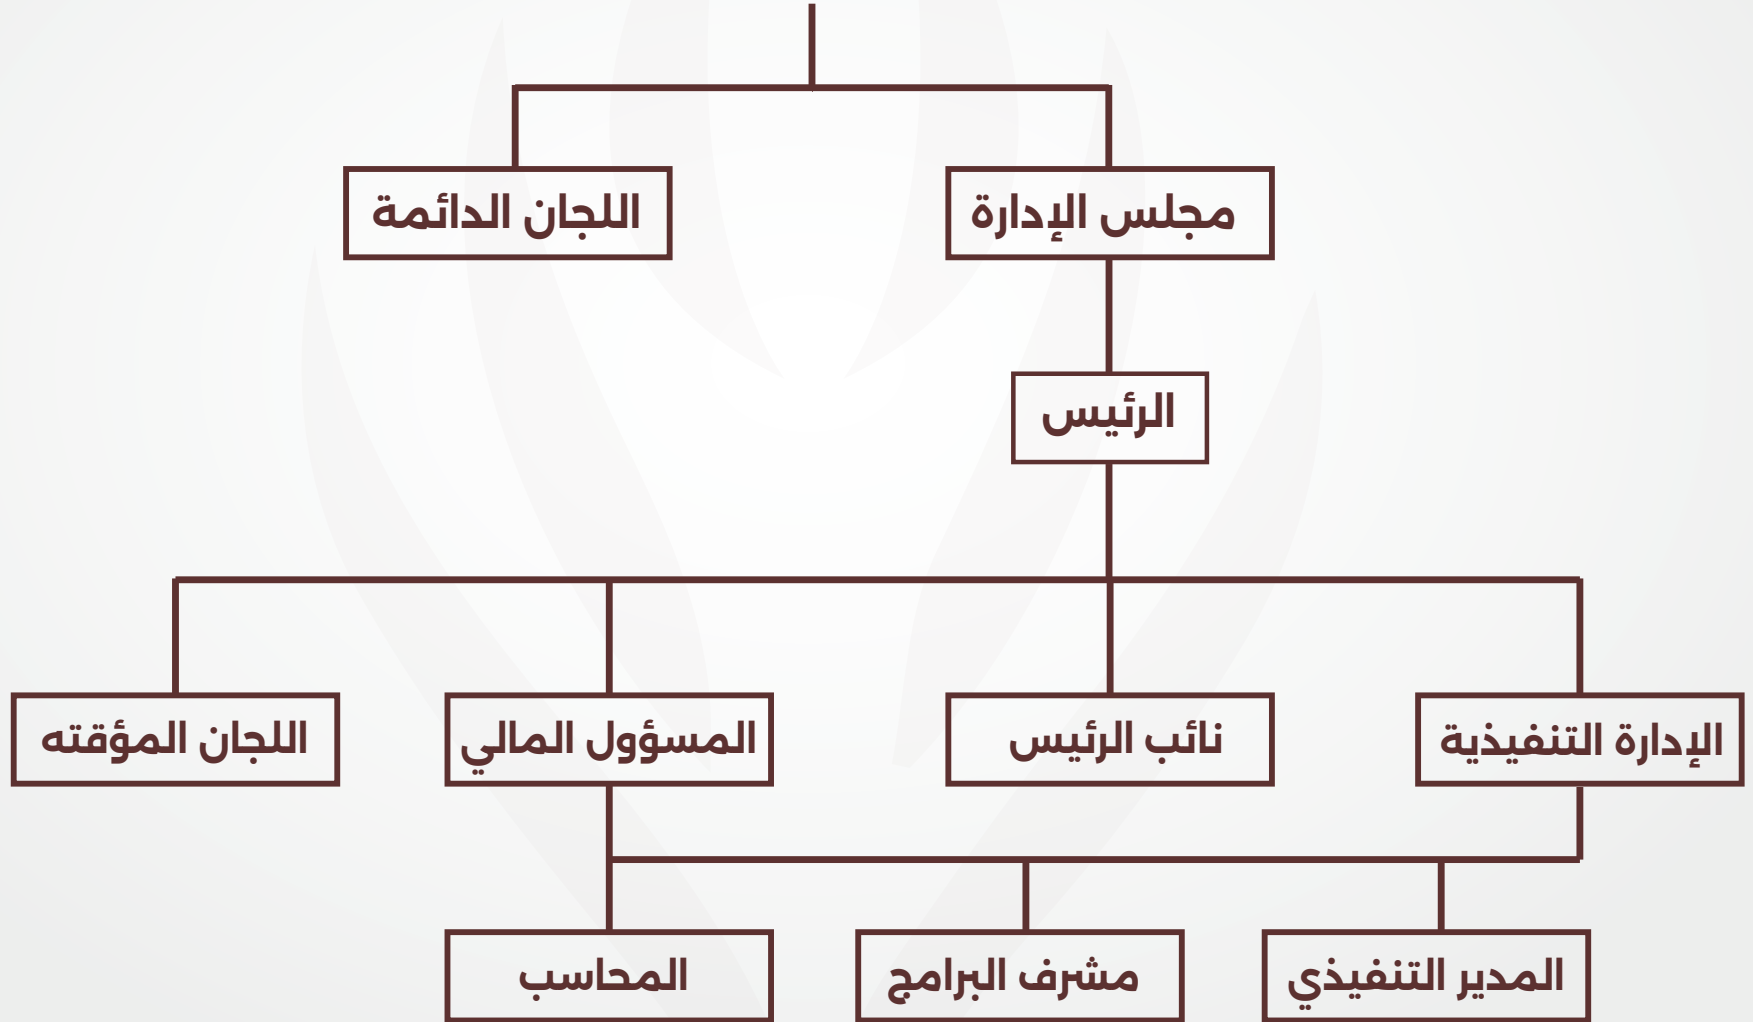 مجلس الإدارة
اللجان الدائمة
الرئيس
الإدارة التنفيذية
نائب الرئيس
المسؤول المالي
اللجان المؤقته
المدير التنفيذي
مشرف البرامج
المحاسب